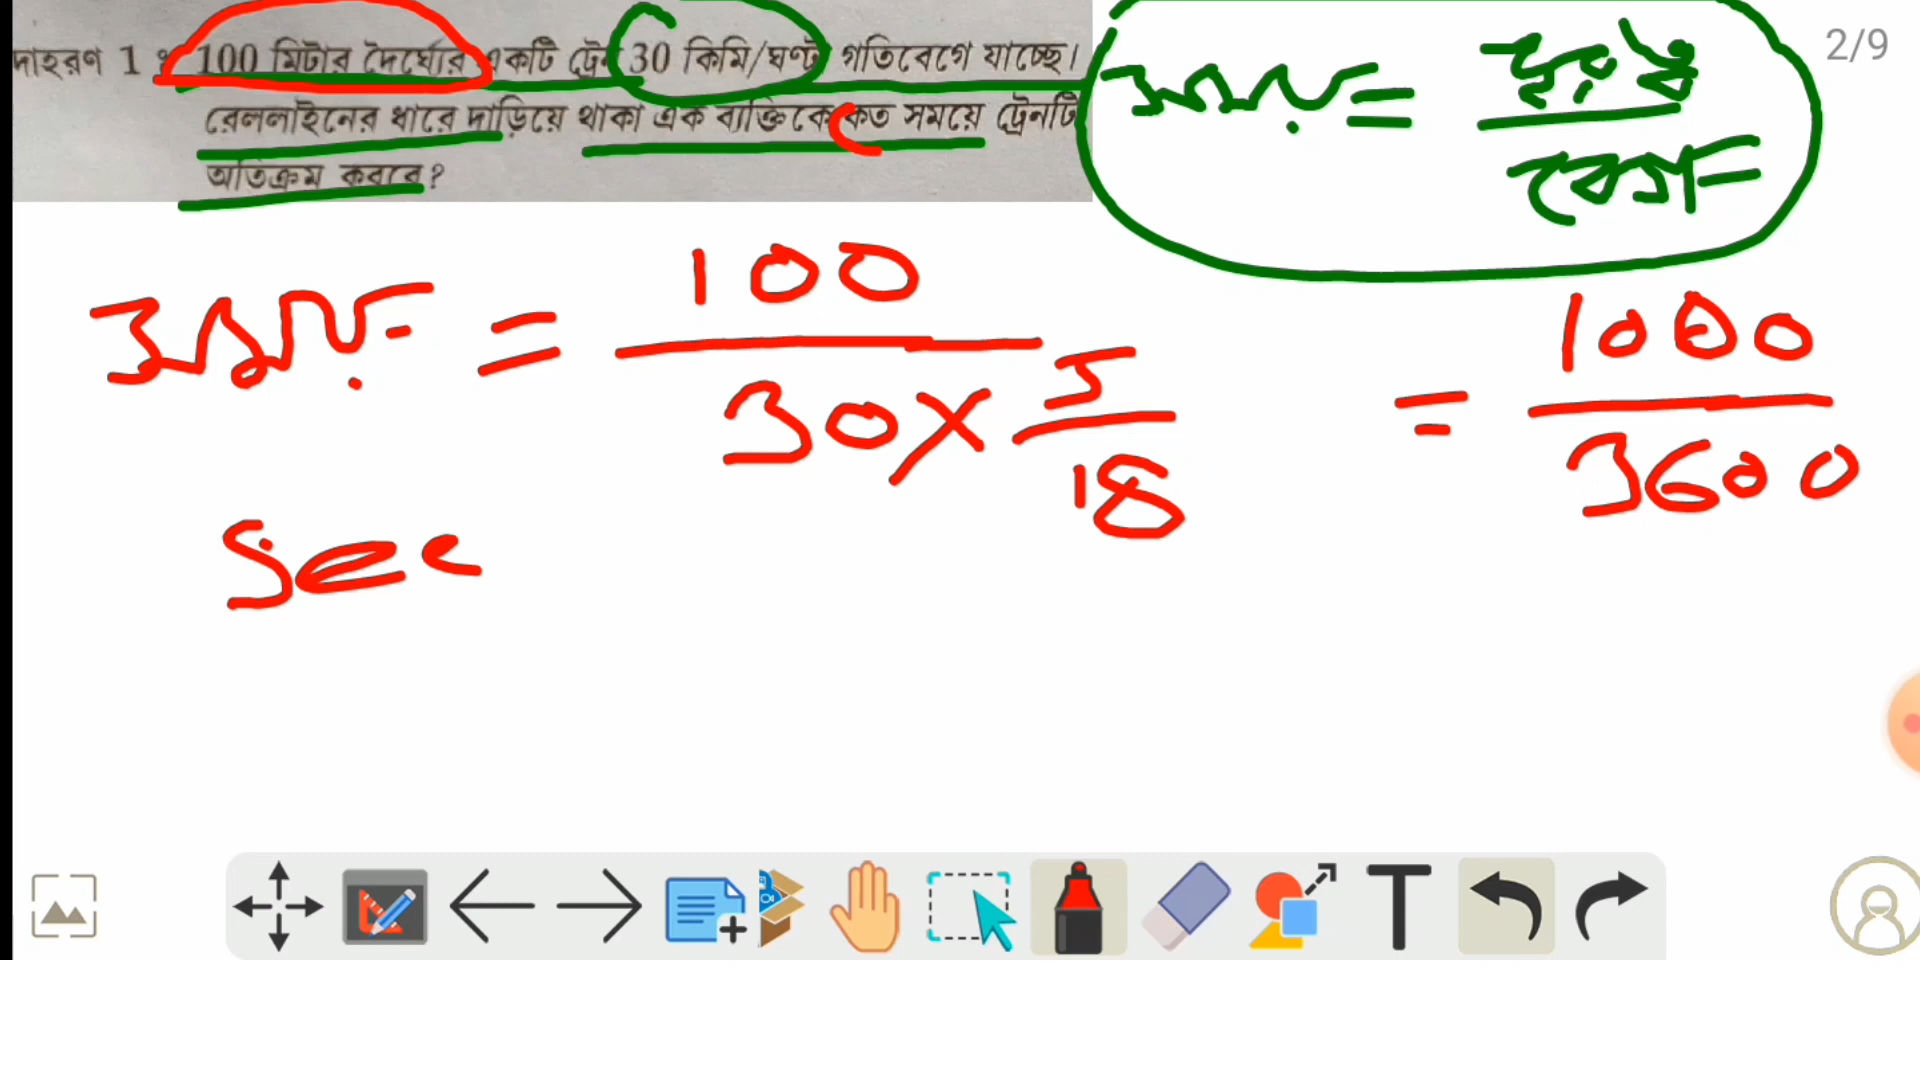 দাহরণ 1 ঃ 100 মিটার দৈর্ঘ্যের একটি ট্রেন 30 কিমি/ঘণ্টা গতিবেগে যাচ্ছে।
রেললাইনের ধারে দাড়িয়ে থাকা এক ব্যক্তিকে কত সময়ে ট্রেনটি
অতিক্রম করবে?
সময় = দূরত্ব / বেগ
2/9
সময় = 100 / 30 × 5/18
= 1000 / 3600
Sec
T